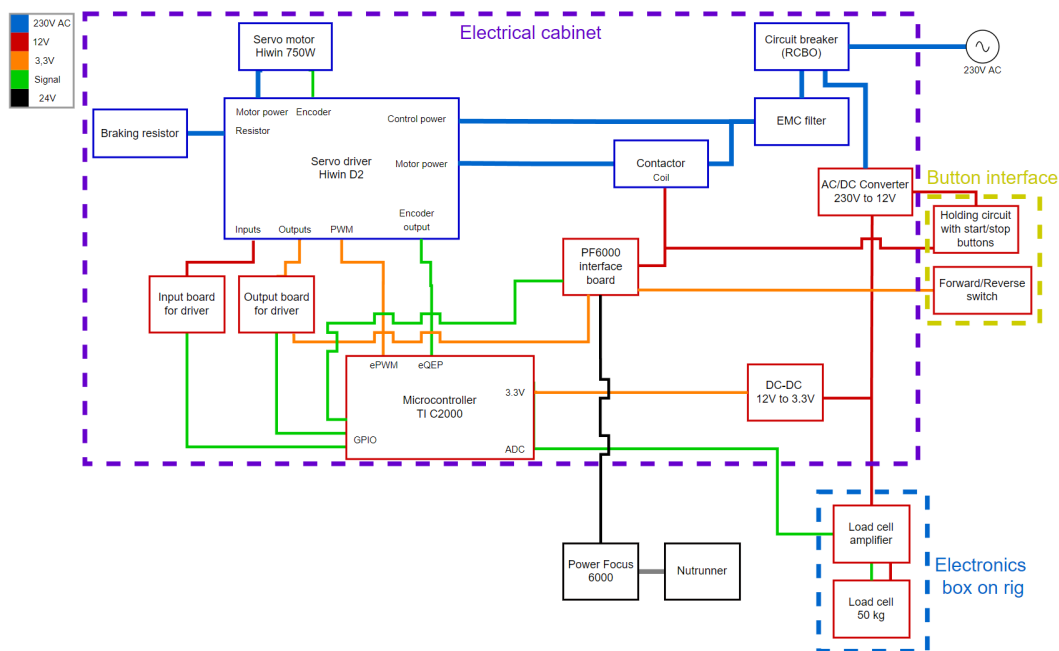 230V AC
12V
3,3V
Signal
24V
Electrical cabinet
Servo motor
Hiwin 750W
Circuit breaker
(RCBO)
230V AC
Motor power
Encoder
Resistor
Control power
Servo driver
Hiwin D2
Motor power
Encoder
output
Inputs
Outputs
PWM
Braking resistor
EMC filter
Contactor
Coil
AC/DC Converter
230V to 12V
Button interface
Holding circuit
with start/stop
buttons
Forward/Reverse
switch
PF6000
interface
board
Input board
for driver
Output board
for driver
ePWM
eQEP
Microcontroller
TI C2000
3.3V
GPIO
ADC
DC-DC
12V to 3.3V
Load cell
amplifier
Load cell
50 kg
Electronics
box on rig
Power Focus
6000
Nutrunner